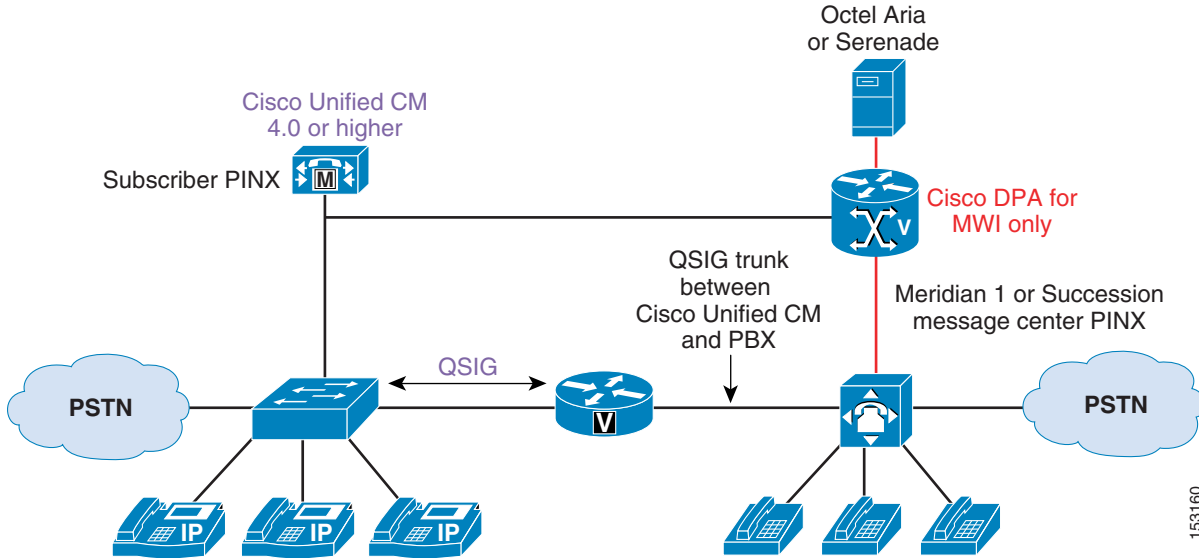 Octel Aria
or Serenade
Cisco Unified CM
4.0 or higher
Subscriber PINX
M
V
Cisco DPA for
MWI only
QSIG trunk
between
Cisco Unified CM
and PBX
Meridian 1 or Succession
message center PINX
QSIG
PSTN
V
PSTN
IP
IP
IP
153160